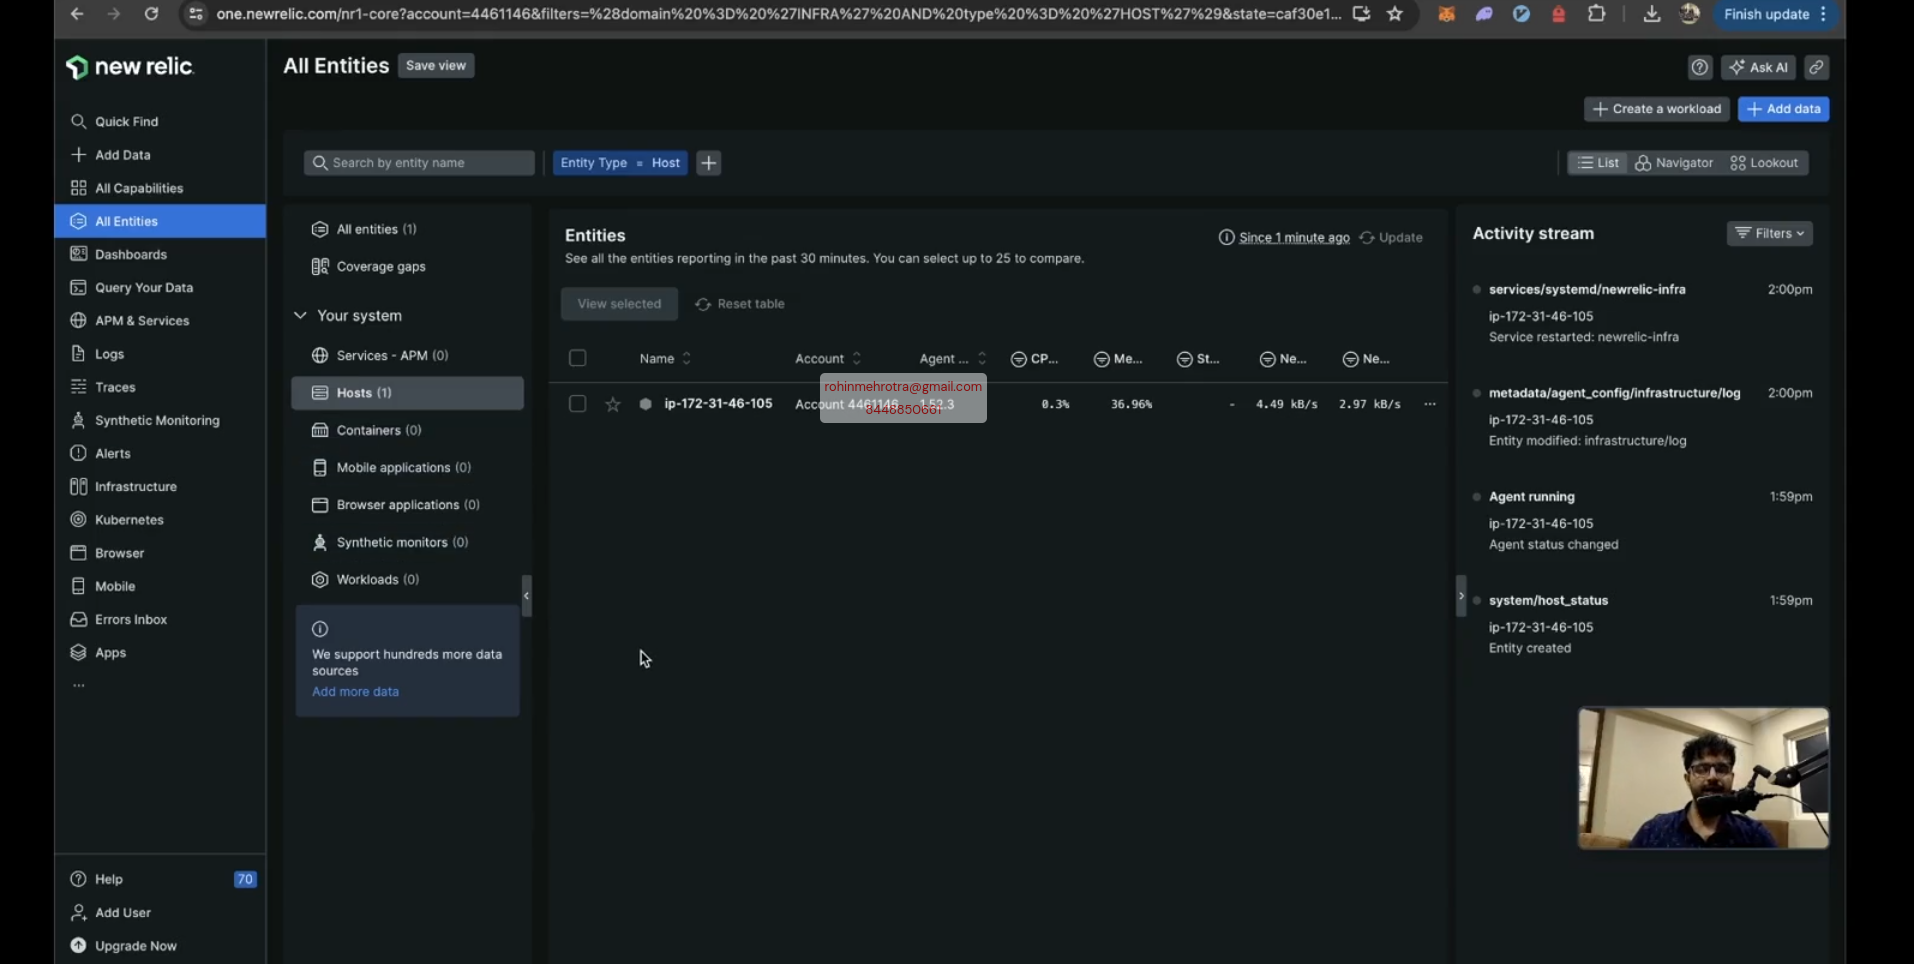 one.newrelic.com/nr1-core?account=4461146&filters=%28domain%20%3D%20%27INFRA%27%20AND%20type%20%3D%20%27HOST%27%29&state=caf30e1...
Finish update
new relic
Quick Find
Add Data
All Capabilities
All Entities
Dashboards
Query Your Data
APM & Services
Logs
Traces
Synthetic Monitoring
Alerts
Infrastructure
Kubernetes
Browser
Mobile
Errors Inbox
Apps
...
Help 70
Add User
Upgrade Now
All Entities Save view
Ask AI
+ Create a workload + Add data
Search by entity name
Entity Type = Host
List Navigator Lookout
All entities (1)
Coverage gaps
Your system
Services - APM (0)
Hosts (1)
Containers (0)
Mobile applications (0)
Browser applications (0)
Synthetic monitors (0)
Workloads (0)
We support hundreds more data
sources
Add more data
Entities
Since 1 minute ago Update
See all the entities reporting in the past 30 minutes. You can select up to 25 to compare.
View selected Reset table
Name Account Agent ... CP... Me... St... Ne... Ne...
rohinmehrotra@gmail.com
ip-172-31-46-105 Account 4461146 0.3% 36.96% - 4.49 kB/s 2.97 kB/s ...
8448850661
Activity stream Filters
services/systemd/newrelic-infra 2:00pm
ip-172-31-46-105
Service restarted: newrelic-infra
metadata/agent_config/infrastructure/log 2:00pm
ip-172-31-46-105
Entity modified: infrastructure/log
Agent running 1:59pm
ip-172-31-46-105
Agent status changed
system/host_status 1:59pm
ip-172-31-46-105
Entity created